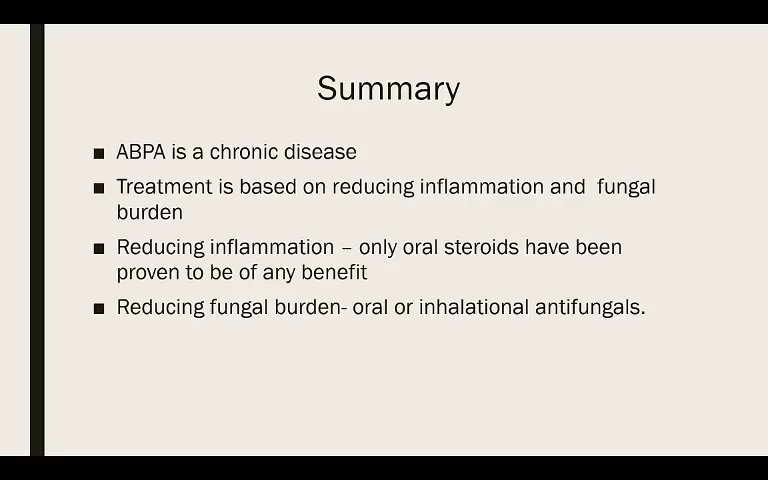 Summary
■ ABPA is a chronic disease
■ Treatment is based on reducing inflammation and  fungal
burden
■ Reducing inflammation – only oral steroids have been
proven to be of any benefit
■ Reducing fungal burden- oral or inhalational antifungals.